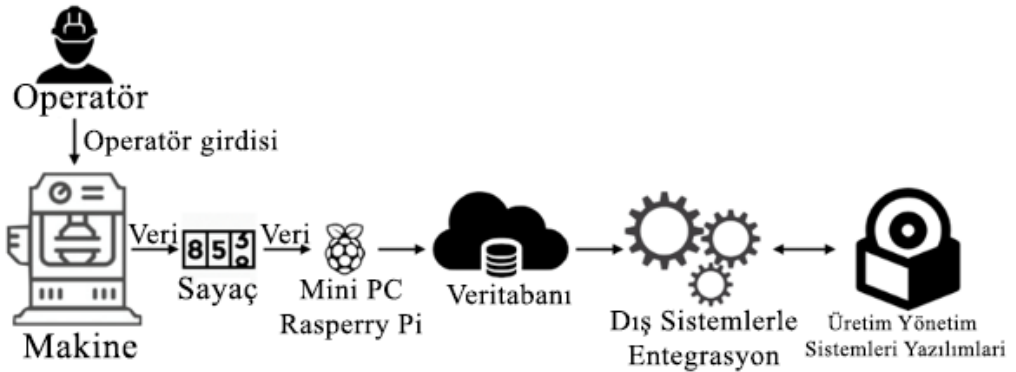 Operatör
Operatör girdisi
Veri
Veri
853
Sayaç
Mini PC
Rasperry Pi
Veritabanı
Makine
Dış Sistemlerle
Entegrasyon
Üretim Yönetim
Sistemleri Yazılımlari